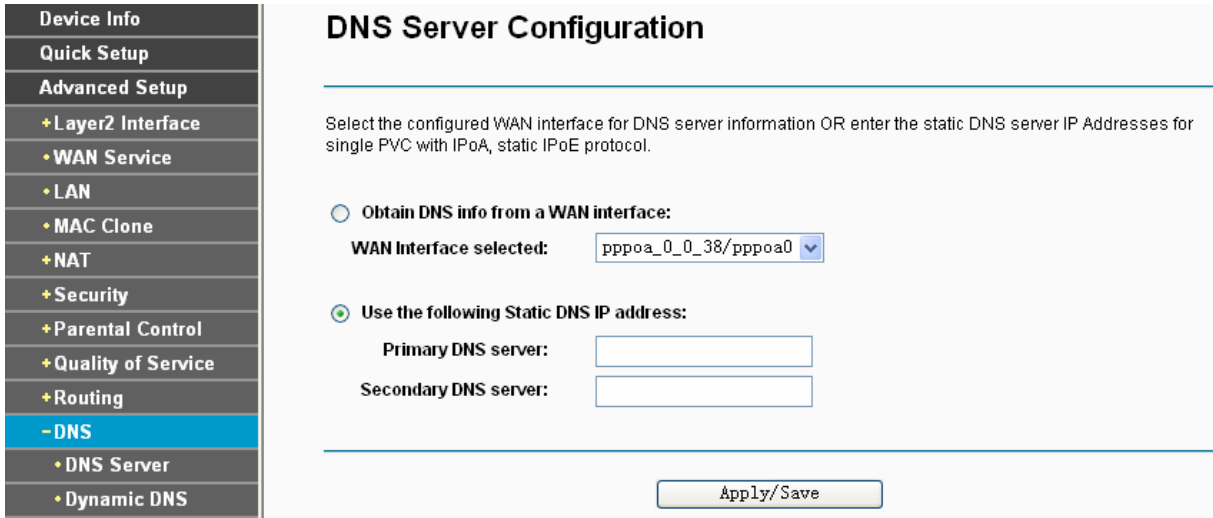 Device Info
Quick Setup
Advanced Setup
+Layer2 Interface
•WAN Service
•LAN
•MAC Clone
+NAT
+Security
+Parental Control
+Quality of Service
+Routing
−DNS
•DNS Server
•Dynamic DNS
DNS Server Configuration
Select the configured WAN interface for DNS server information OR enter the static DNS server IP Addresses for
single PVC with IPoA, static IPoE protocol.
Obtain DNS info from a WAN interface:
WAN Interface selected: pppoa_0_0_38/pppoa0
Use the following Static DNS IP address:
Primary DNS server:
Secondary DNS server:
Apply/Save